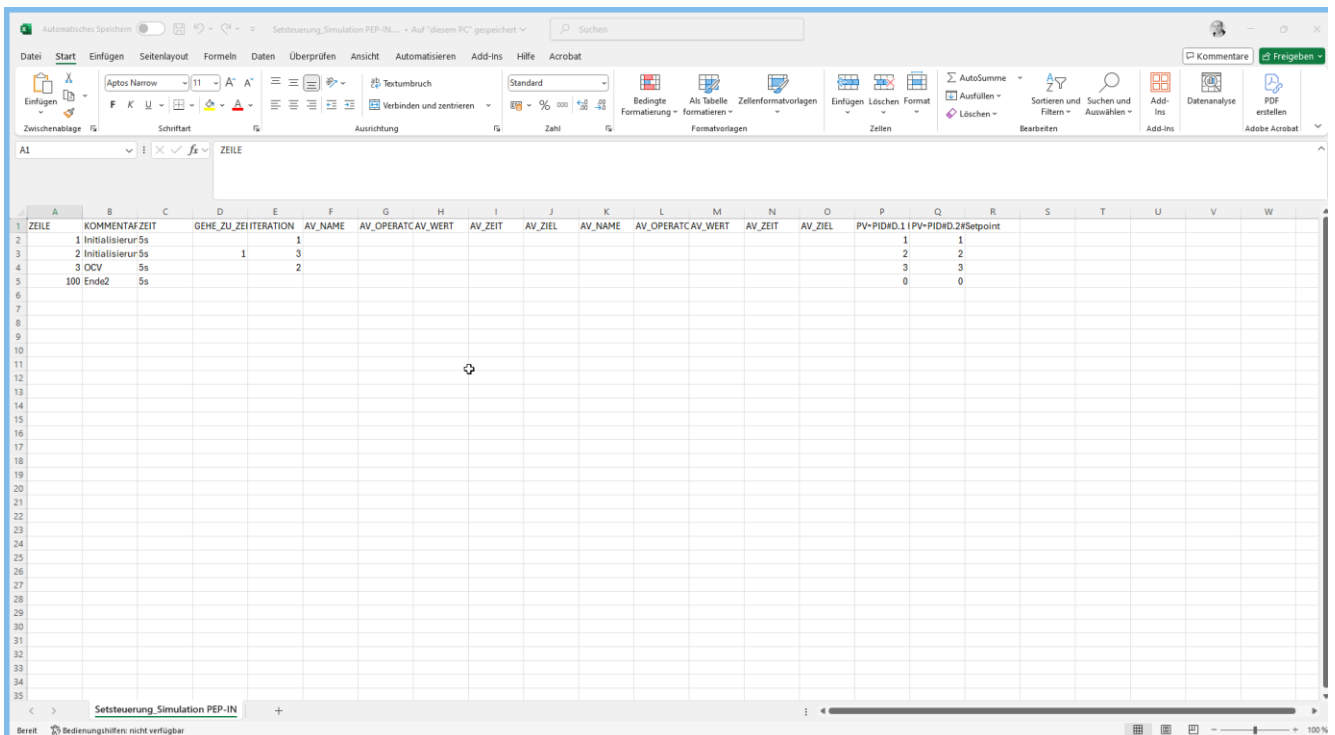 Automatisches Speichern Setsteuerung_Simulation PEP-IN.... • Auf "diesem PC" gespeichert Suchen
Datei Start Einfügen Seitenlayout Formeln Daten Überprüfen Ansicht Automatisieren Add-Ins Hilfe Acrobat Kommentare Freigeben
Einfügen Aptos Narrow 11 A A Textumbruch Standard Bedingte Formatierung Als Tabelle formatieren Zellenformatvorlagen Einfügen Löschen Format AutoSumme Sortieren und Filtern Suchen und Auswählen Add-Ins Datenanalyse PDF erstellen
Ausfüllen
F K U A Verbinden und zentrieren % 000 Löschen
Zwischenablage Schriftart Ausrichtung Zahl Formatvorlagen Zellen Bearbeiten Add-Ins Adobe Acrobat
A1 fx ZEILE
A B C D E F G H I J K L M N O P Q R S T U V W
1 ZEILE KOMMENTAF ZEIT GEHE_ZU_ZEI ITERATION AV_NAME AV_OPERATC AV_WERT AV_ZEIT AV_ZIEL AV_NAME AV_OPERATC AV_WERT AV_ZEIT AV_ZIEL PV=PID#D.1 I PV=PID#D.2#Setpoint
2 1 Initialisierur 5s 1 1 1
3 2 Initialisierur 5s 1 3 2 2
4 3 OCV 5s 2 3 3
5 100 Ende2 5s 0 0
6
7
8
9
10
11
12
13
14
15
16
17
18
19
20
21
22
23
24
25
26
27
28
29
30
31
32
33
34
35
Setsteuerung_Simulation PEP-IN
Bereit Bedienungshilfen: nicht verfügbar 100 %